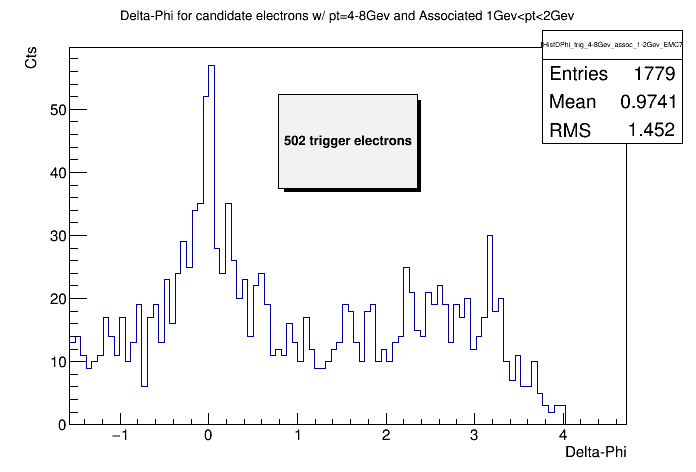 Delta-Phi for candidate electrons w/ pt=4-8Gev and Associated 1Gev<pt<2Gev
HistDPhi_trig_4-8Gev_assoc_1-2Gev_EMC7
Entries 1779
Mean 0.9741
RMS 1.452
Cts
502 trigger electrons
50
40
30
20
10
0
−1 0 1 2 3 4
Delta-Phi